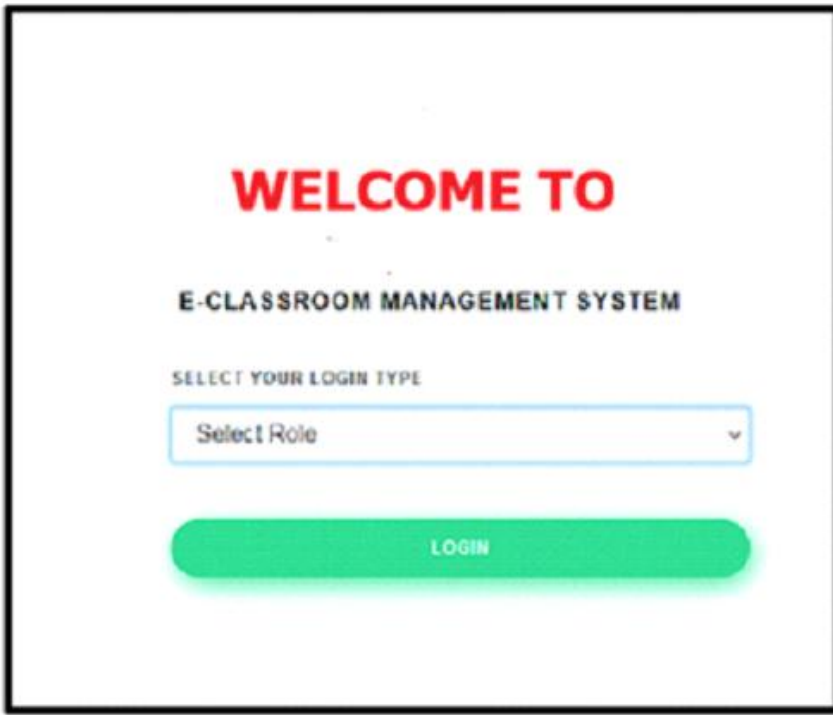 WELCOME TO
E-CLASSROOM MANAGEMENT SYSTEM
SELECT YOUR LOGIN TYPE
Select Role
LOGIN